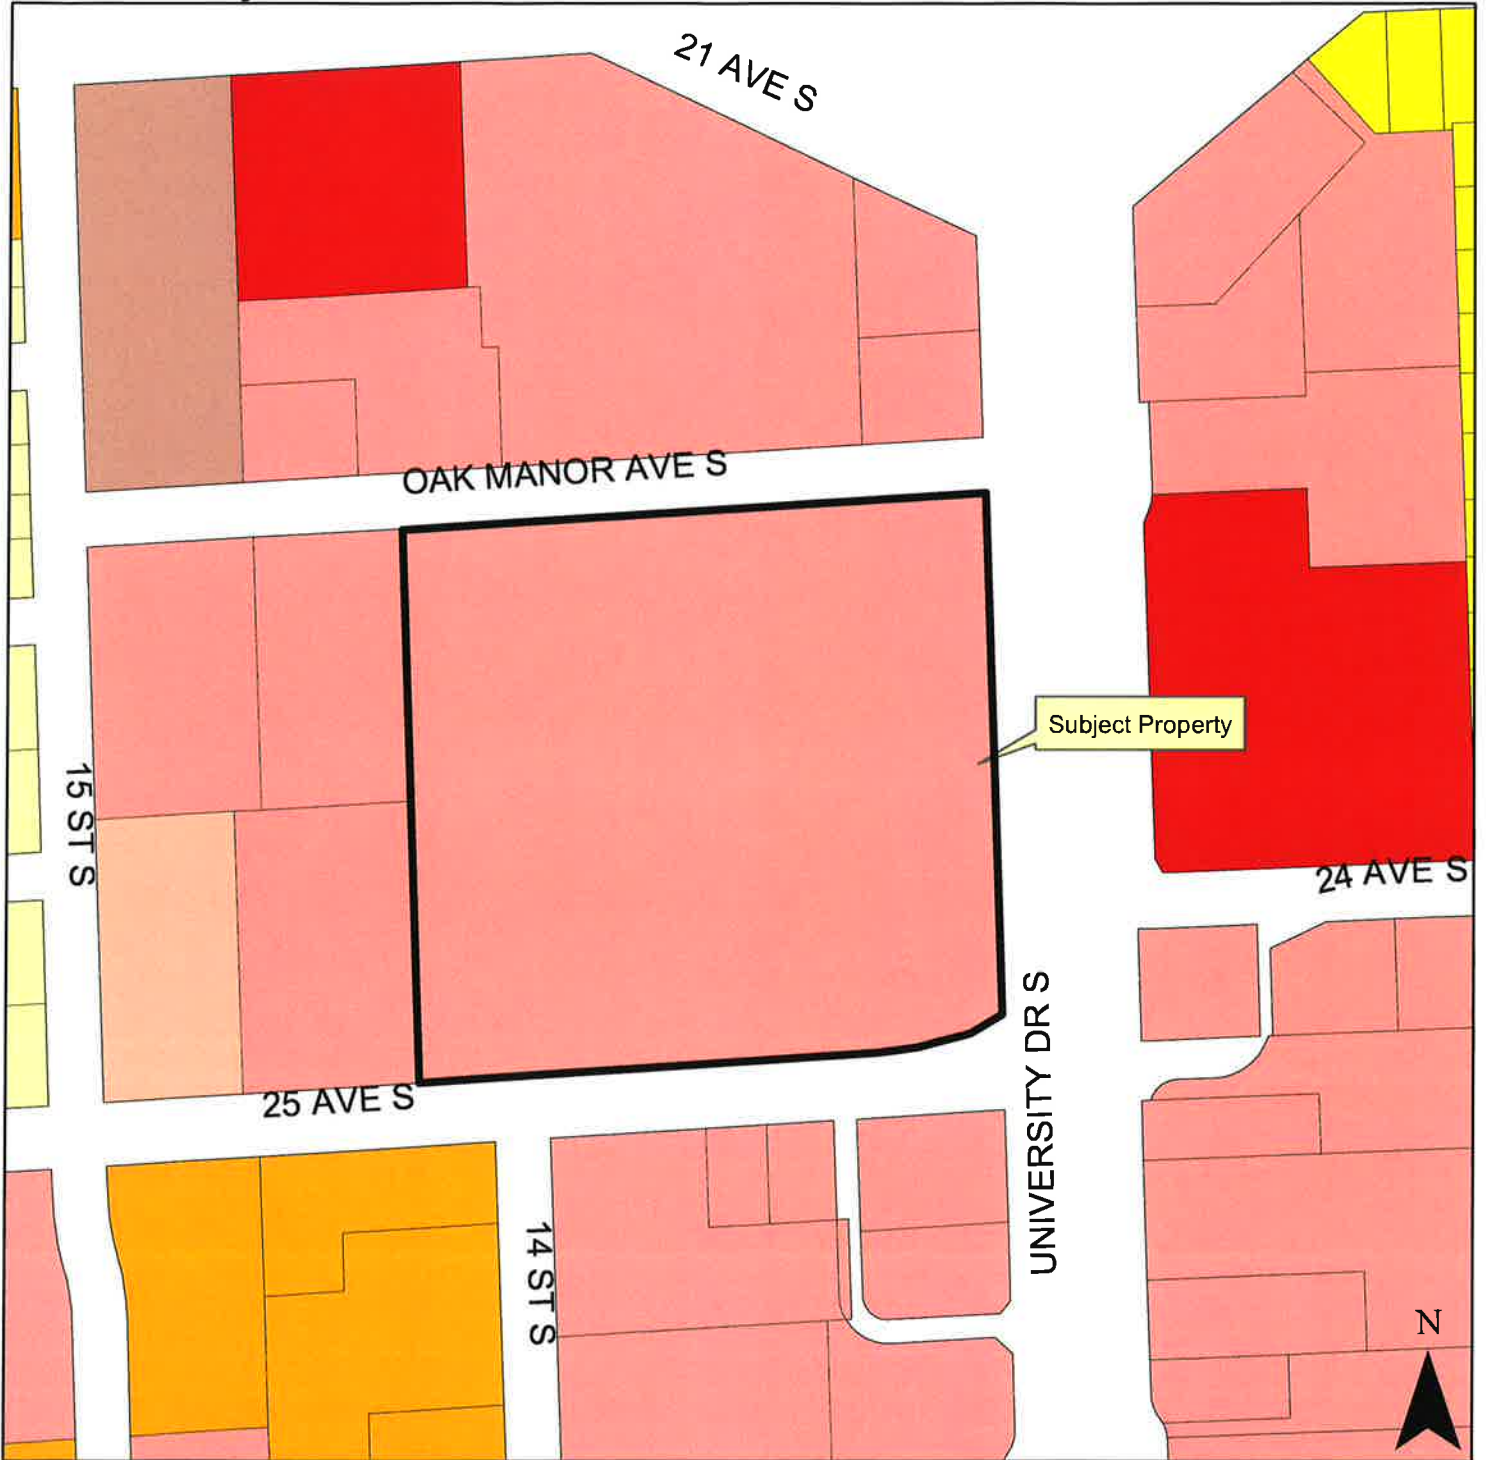 21 AVE S
OAK MANOR AVE S
Subject Property
15 ST S
24 AVE S
UNIVERSITY DR S
25 AVE S
14 ST S
N